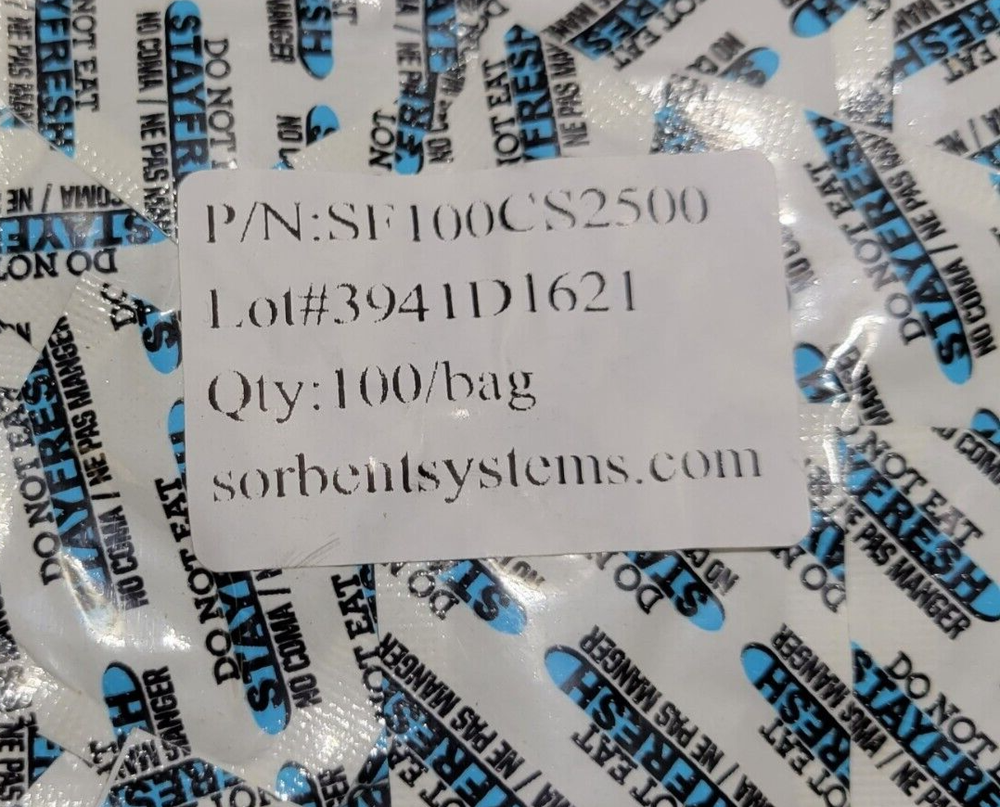 P/N:SF100CS2500
Lot#3941D1621
Qty:100/bag
sorbentsystems.com
DO NOT EAT
STAYFRESH
NO COMA / NE PAS MANGER